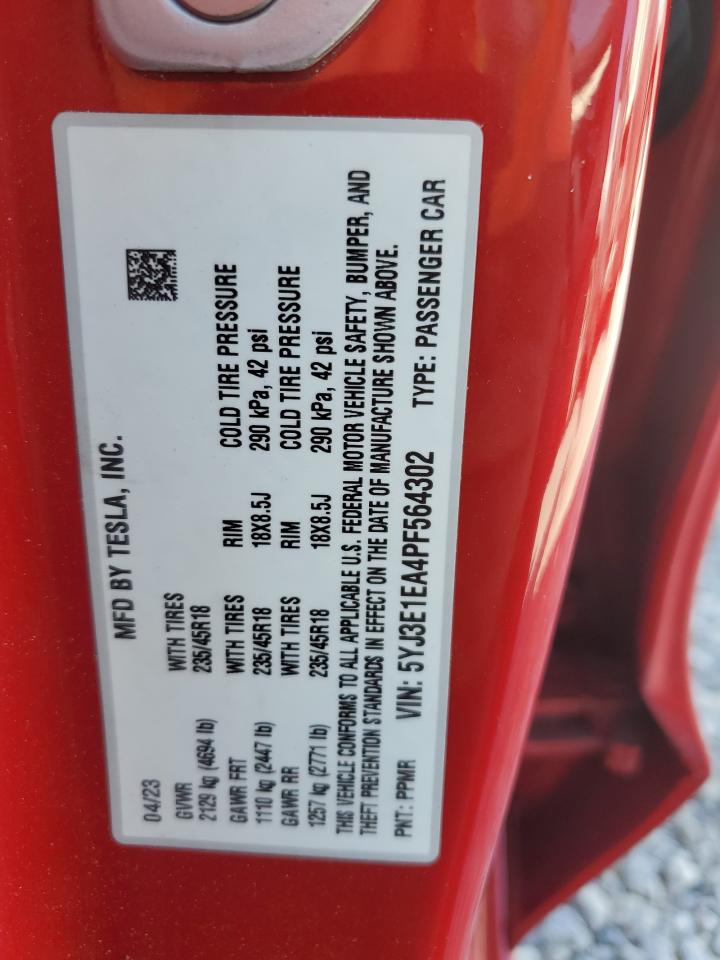 MFD BY TESLA, INC.
04/23
GVWR WITH TIRES
2129 kg (4694 lb) 235/45R18
GAWR FRT WITH TIRES RIM COLD TIRE PRESSURE
1110 kg (2447 lb) 235/45R18 18X8.5J 290 kPa, 42 psi
GAWR RR WITH TIRES RIM COLD TIRE PRESSURE
1257 kg (2771 lb) 235/45R18 18X8.5J 290 kPa, 42 psi
THIS VEHICLE CONFORMS TO ALL APPLICABLE U.S. FEDERAL MOTOR VEHICLE SAFETY, BUMPER, AND
THEFT PREVENTION STANDARDS IN EFFECT ON THE DATE OF MANUFACTURE SHOWN ABOVE.
PNT: PPMR VIN: 5YJ3E1EA4PF564302 TYPE: PASSENGER CAR